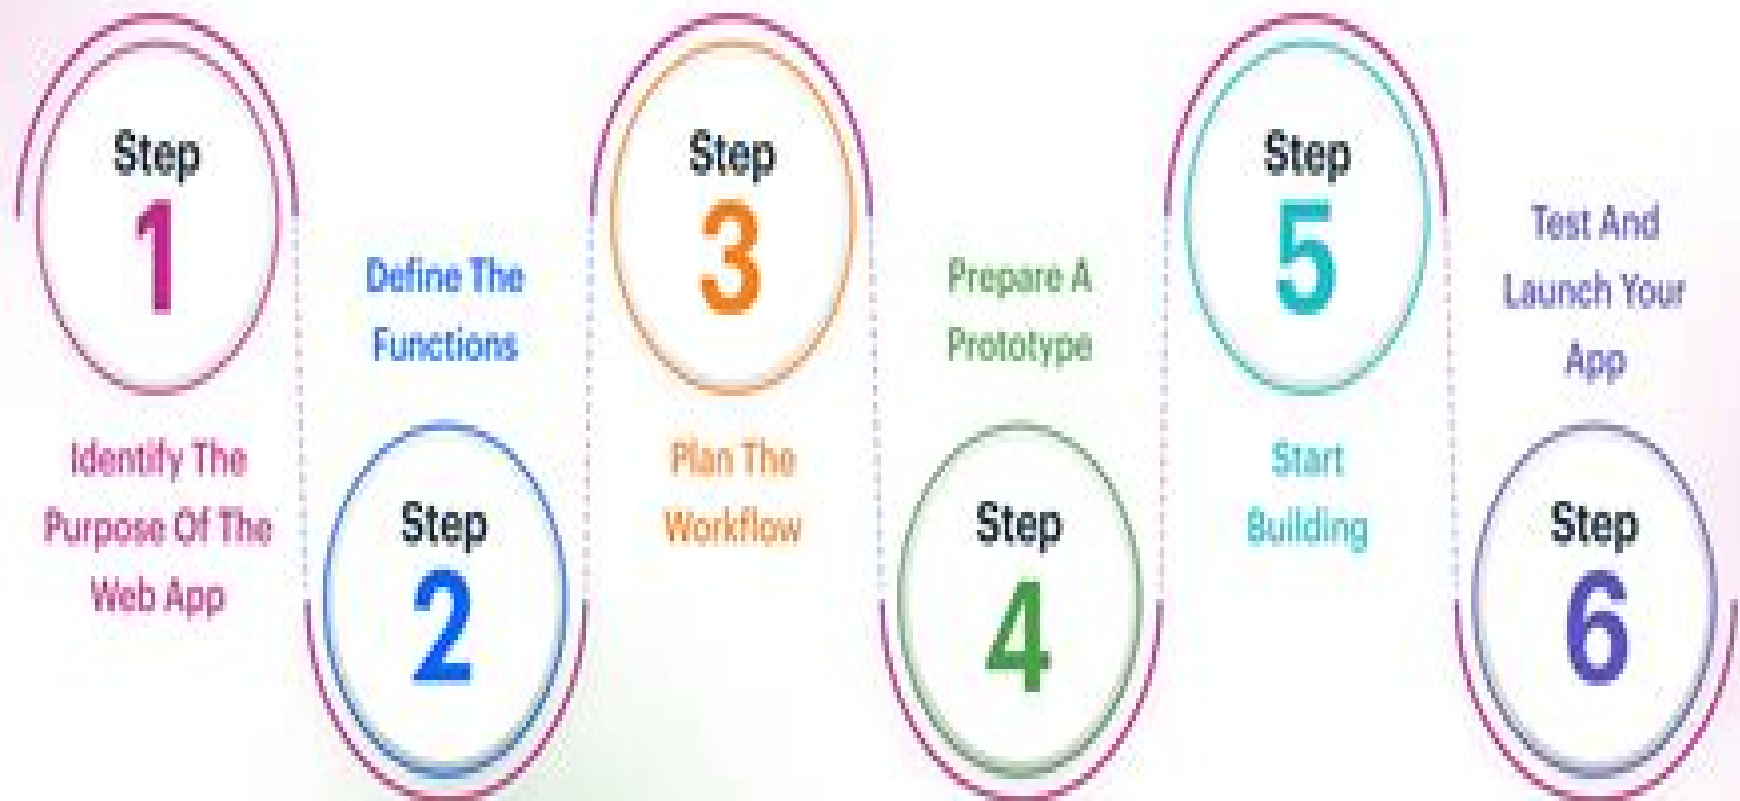 Step
1
Identify The
Purpose Of The
Web App
Define The
Functions
Step
2
Step
3
Plan The
Workflow
Prepare A
Prototype
Step
4
Step
5
Start
Building
Test And
Launch Your
App
Step
6